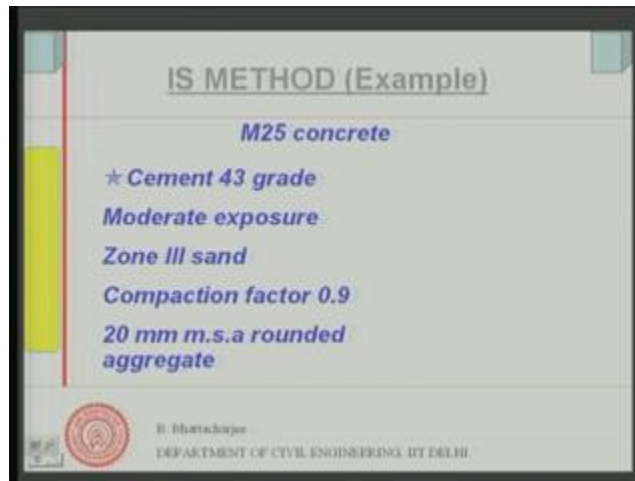 IS METHOD (Example)
M25 concrete
Cement 43 grade
Moderate exposure
Zone III sand
Compaction factor 0.9
20 mm m.s.a rounded
aggregate
B. Bhattacharjee
DEPARTMENT OF CIVIL ENGINEERING, IIT DELHI